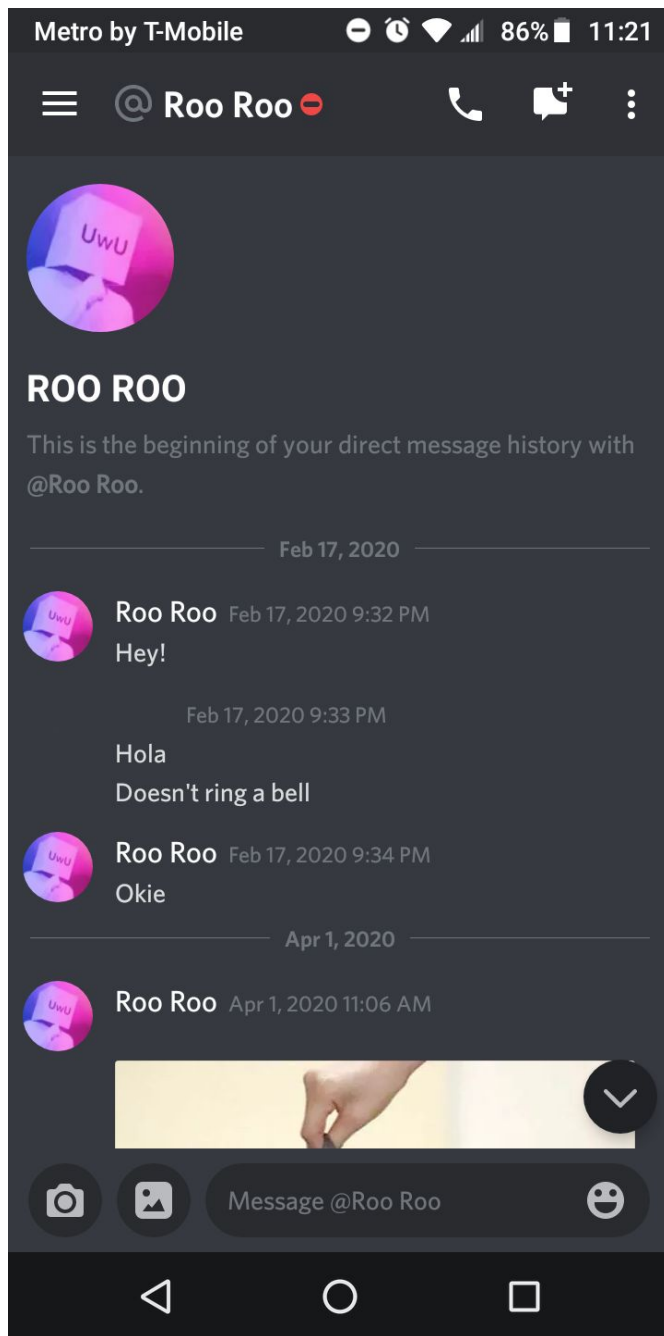 Metro by T-Mobile 86% 11:21
@ Roo Roo
UwU
ROO ROO
This is the beginning of your direct message history with
@Roo Roo.
Feb 17, 2020
UwU
Roo Roo Feb 17, 2020 9:32 PM
Hey!
Feb 17, 2020 9:33 PM
Hola
Doesn't ring a bell
UwU
Roo Roo Feb 17, 2020 9:34 PM
Okie
Apr 1, 2020
UwU
Roo Roo Apr 1, 2020 11:06 AM
Message @Roo Roo